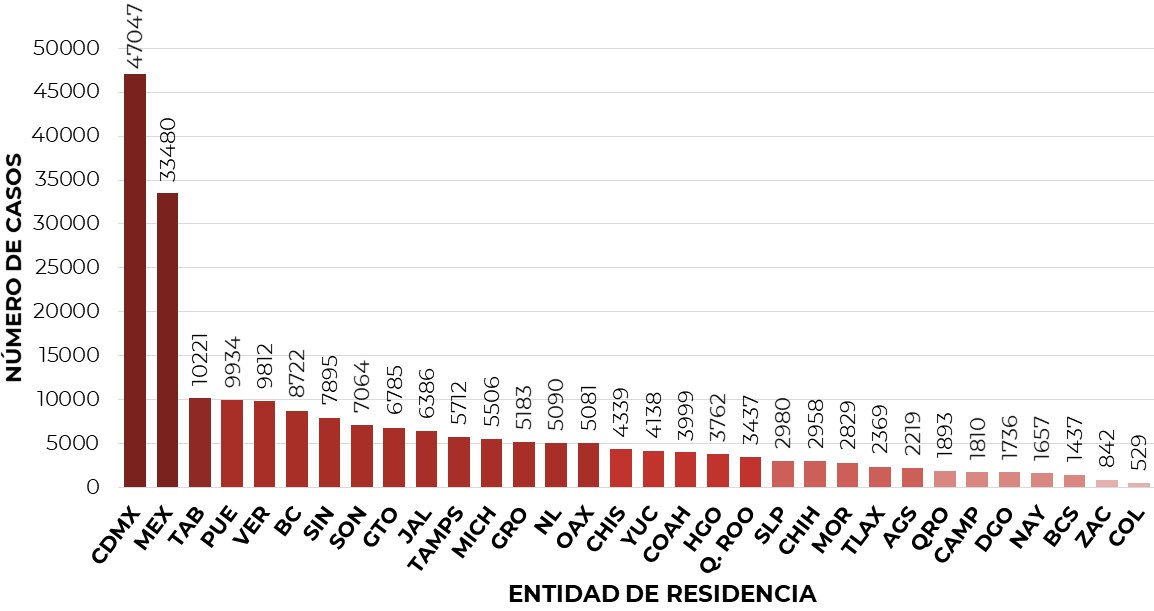 NÚMERO DE CASOS
50000
45000
40000
35000
30000
25000
20000
15000
10000
5000
0
47047
33480
10221
9934
9812
8722
7895
7064
6785
6386
5712
5506
5183
5090
5081
4339
4138
3999
3762
3437
2980
2958
2829
2369
2219
1893
1810
1736
1657
1437
842
529
CDMX
MEX
TAB
PUE
VER
BC
SIN
SON
GTO
JAL
TAMPS
MICH
GRO
NL
OAX
CHIS
YUC
COAH
HGO
Q. ROO
SLP
CHIH
MOR
TLAX
AGS
QRO
CAMP
DGO
NAY
BCS
ZAC
COL
ENTIDAD DE RESIDENCIA